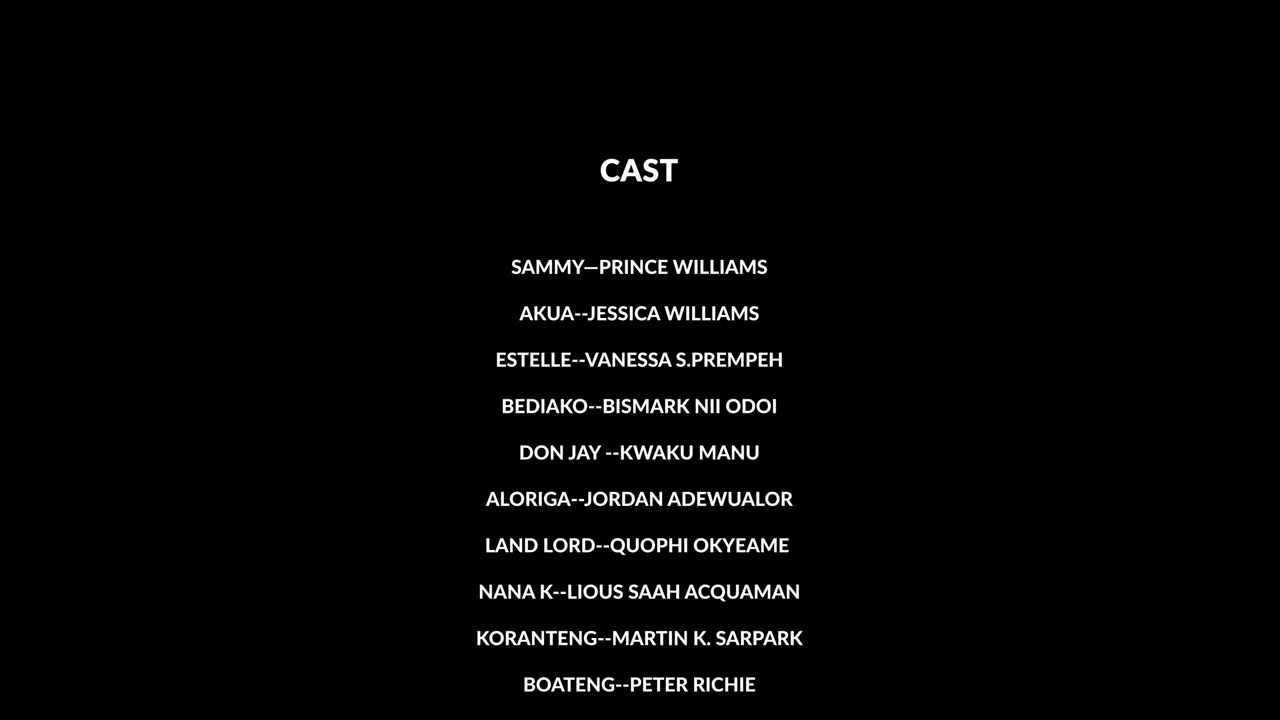 CAST
SAMMY—PRINCE WILLIAMS
AKUA--JESSICA WILLIAMS
ESTELLE--VANESSA S.PREMPEH
BEDIAKO--BISMARK NII ODOI
DON JAY --KWAKU MANU
ALORIGA--JORDAN ADEWUALOR
LAND LORD--QUOPHI OKYEAME
NANA K--LIOUS SAAH ACQUAMAN
KORANTENG--MARTIN K. SARPARK
BOATENG--PETER RICHIE